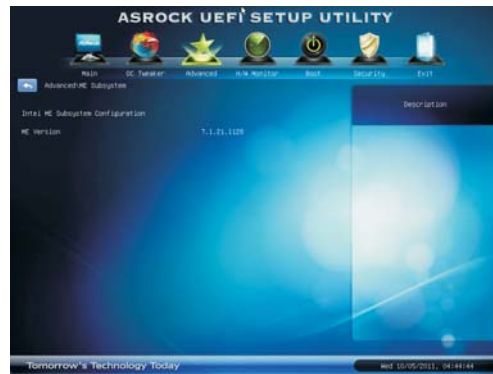 ASROCK UEFI SETUP UTILITY
Main OC Tweaker Advanced H/W Monitor Boot Security Exit
Advanced\ME Subsystem
Description
Intel ME Subsystem Configuration
ME Version 7.1.21.1128
Tomorrow's Technology Today
Wed 10/05/2011, 04:44:44